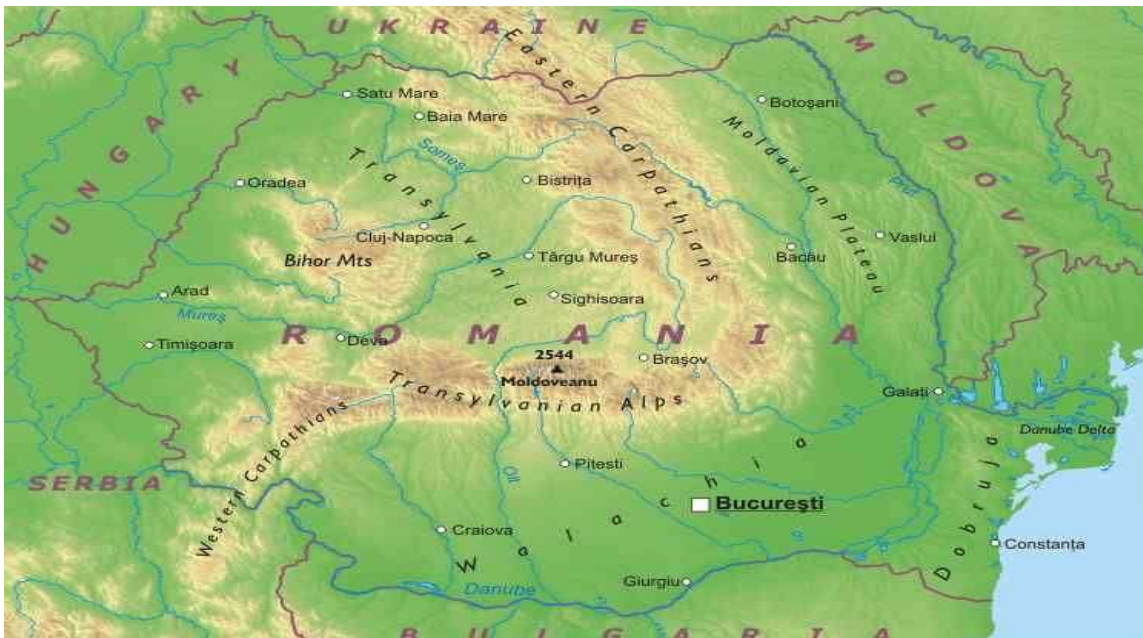 UKRAINE
HUNGARY
MOLDOVA
Eastern Carpathians
Satu Mare
Baia Mare
Botoşani
Moldavian Plateau
Someş
Transylvania
Oradea
Bistriţa
Prut
Cluj-Napoca
Vaslui
Bihor Mts
Târgu Mureş
Bacău
Arad
Sighisoara
Mureş
ROMANIA
Timişoara
Deva
2544
Moldoveanu
Braşov
Transylvanian Alps
Galati
Danube Delta
Western Carpathians
SERBIA
Olt
Pitesti
Walachia
Bucureşti
Dobruja
Craiova
Constanţa
Danube
Giurgiu
BULGARIA